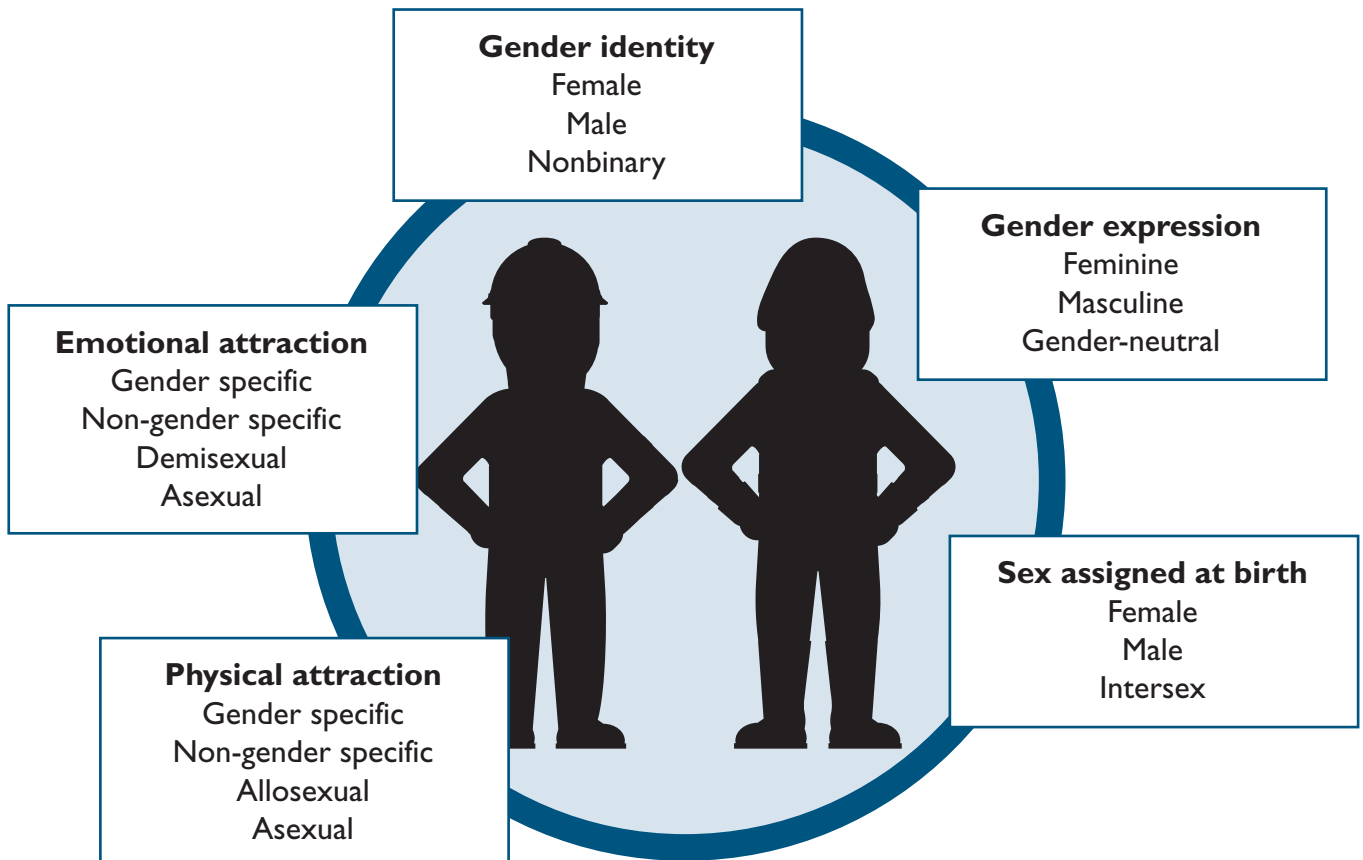 Gender identity
Female
Male
Nonbinary
Gender expression
Feminine
Masculine
Gender-neutral
Emotional attraction
Gender specific
Non-gender specific
Demisexual
Asexual
Sex assigned at birth
Female
Male
Intersex
Physical attraction
Gender specific
Non-gender specific
Allosexual
Asexual